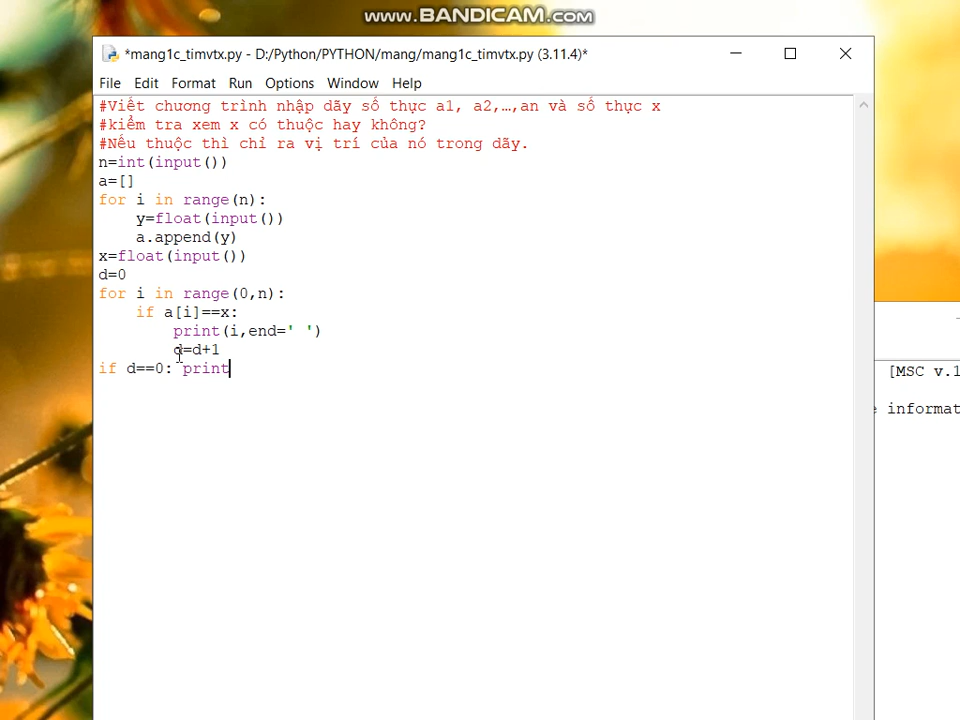 WWW.BANDICAM.COM
*mang1c_timvtx.py - D:/Python/PYTHON/mang/mang1c_timvtx.py (3.11.4)*
File Edit Format Run Options Window Help
#Viết chương trình nhập dãy số thực a1, a2,…,an và số thực x
#kiểm tra xem x có thuộc hay không?
#Nếu thuộc thì chỉ ra vị trí của nó trong dãy.
n=int(input())
a=[]
for i in range(n):
    y=float(input())
    a.append(y)
x=float(input())
d=0
for i in range(0,n):
    if a[i]==x:
        print(i,end=' ')
        d=d+1
if d==0: print
[MSC v.1
informat